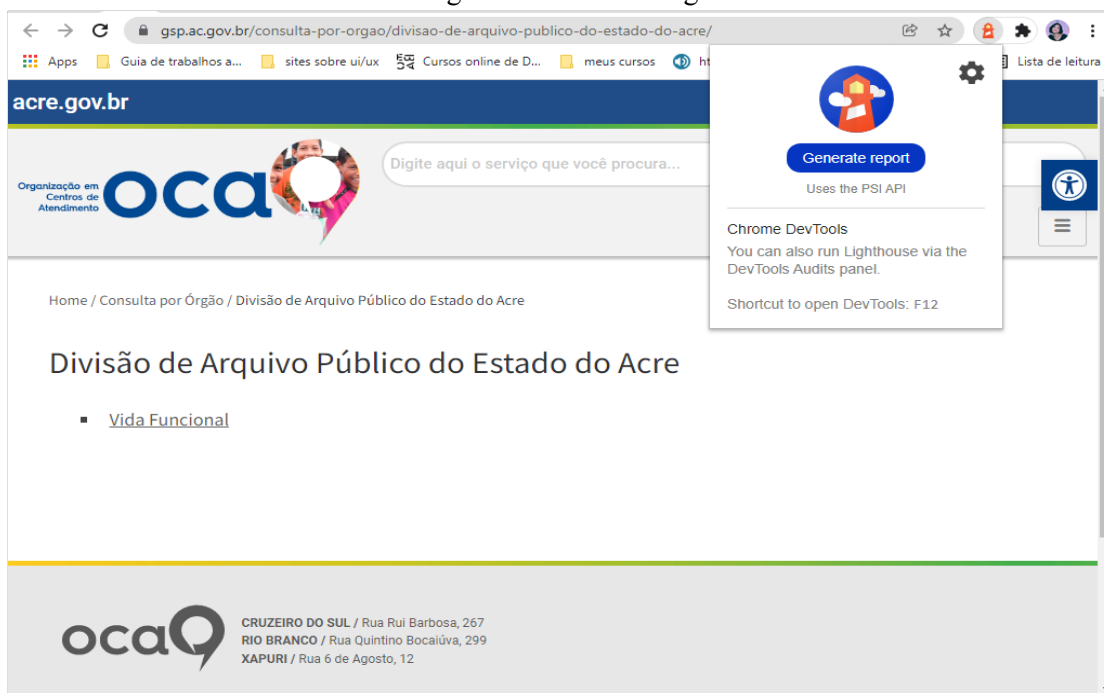 gsp.ac.gov.br/consulta-por-orgao/divisao-de-arquivo-publico-do-estado-do-acre/
Apps Guia de trabalhos a... sites sobre ui/ux Cursos online de D... meus cursos Lista de leitura
acre.gov.br
Organização em
Centros de
Atendimento
oca
Digite aqui o serviço que você procura...
Generate report
Uses the PSI API
Chrome DevTools
You can also run Lighthouse via the
DevTools Audits panel.
Shortcut to open DevTools: F12
Home / Consulta por Órgão / Divisão de Arquivo Público do Estado do Acre
Divisão de Arquivo Público do Estado do Acre
Vida Funcional
oca
CRUZEIRO DO SUL / Rua Rui Barbosa, 267
RIO BRANCO / Rua Quintino Bocaiúva, 299
XAPURI / Rua 6 de Agosto, 12